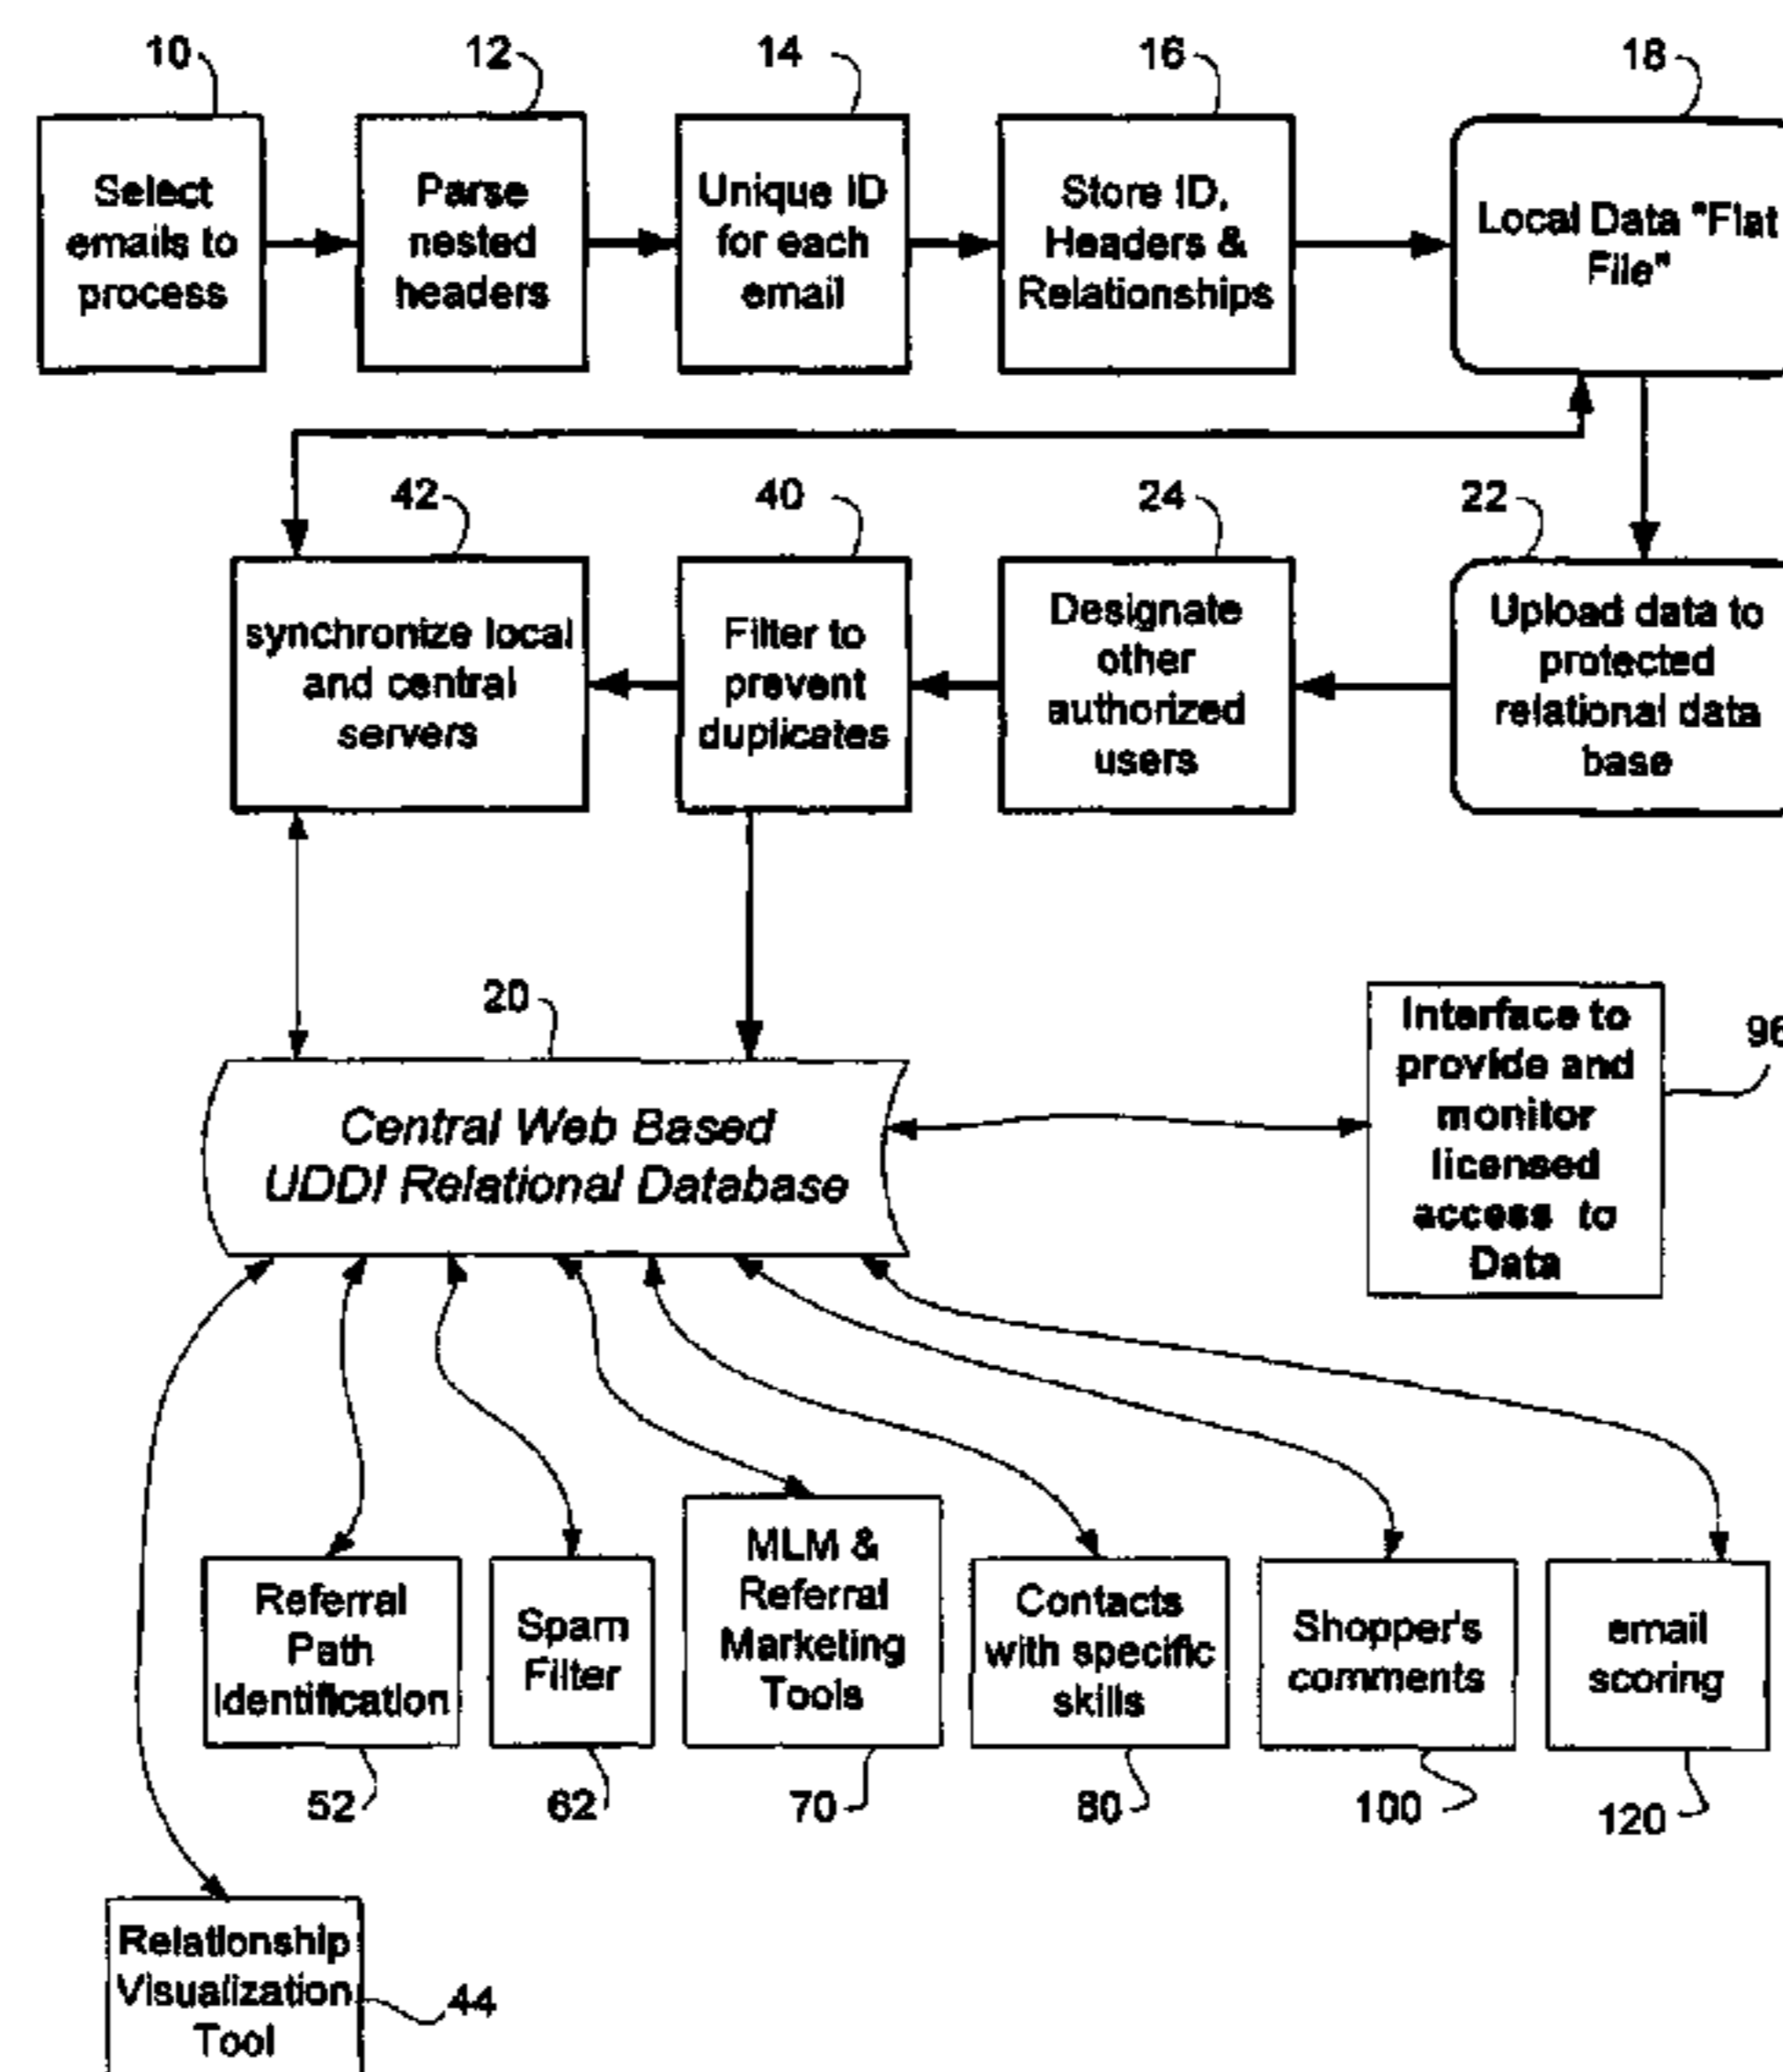 10
12
14
16
18
Select
emails to
process
Parse
nested
headers
Unique ID
for each
email
Store ID,
Headers &
Relationships
Local Data "Flat
File"
42
40
24
22
synchronize local
and central
servers
Filter to
prevent
duplicates
Designate
other
authorized
users
Upload data to
protected
relational data
base
20
Central Web Based
UDDI Relational Database
Interface to
provide and
monitor
licensed
access to
Data
96
Referral
Path
Identification
Spam
Filter
MLM &
Referral
Marketing
Tools
Contacts
with specific
skills
Shopper's
comments
email
scoring
52
62
70
80
100
120
Relationship
Visualization
Tool
44